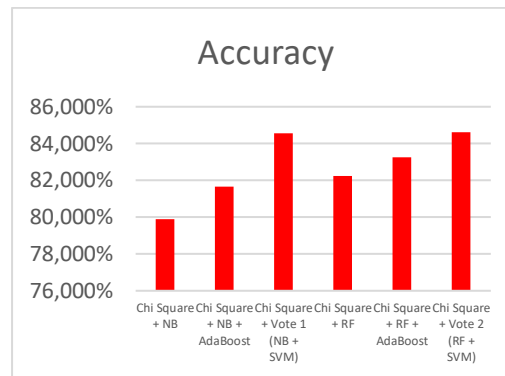 Accuracy
86,000%
84,000%
82,000%
80,000%
78,000%
76,000%
Chi Square
+ NB
Chi Square
+ NB +
AdaBoost
Chi Square
+ Vote 1
(NB +
SVM)
Chi Square
+ RF
Chi Square
+ RF +
AdaBoost
Chi Square
+ Vote 2
(RF +
SVM)